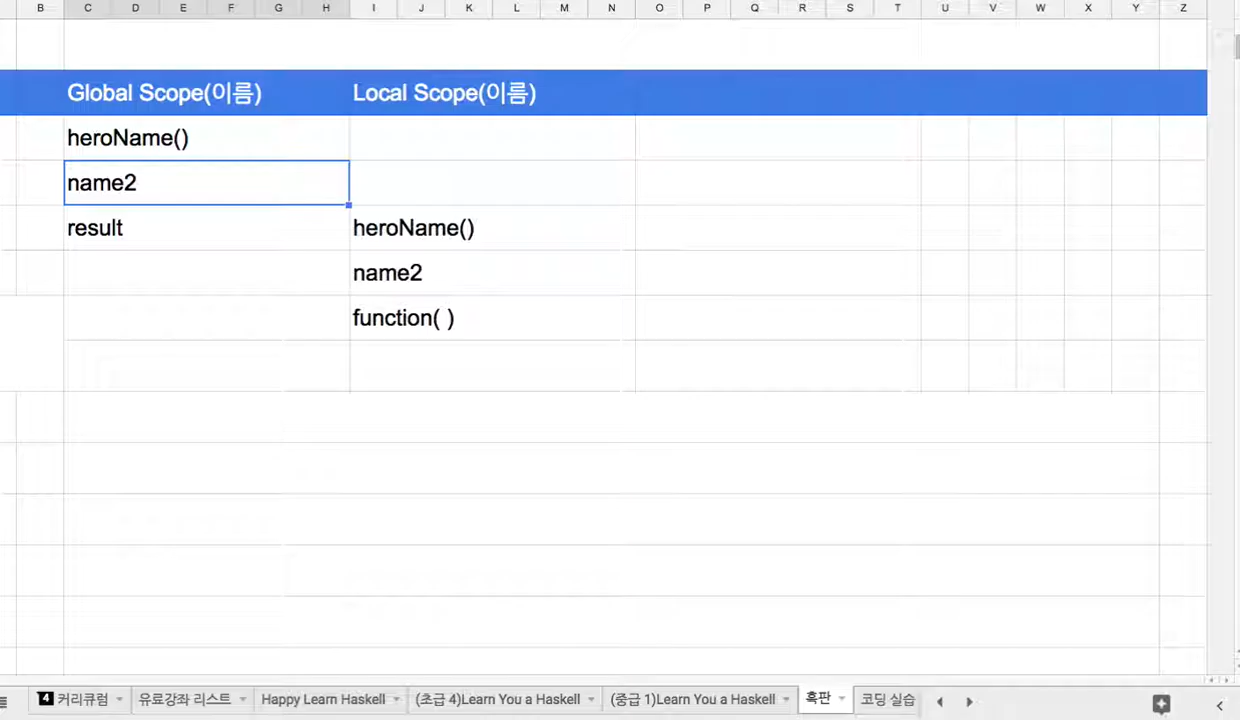 B C D E F G H I J K L M N O P Q R S T U V W X Y Z
Global Scope(이름) Local Scope(이름)
heroName()
name2
result heroName()
name2
function( )
4 커리큘럼 유료강좌 리스트 Happy Learn Haskell (초급 4)Learn You a Haskell (중급 1)Learn You a Haskell 흑판 코딩 실습